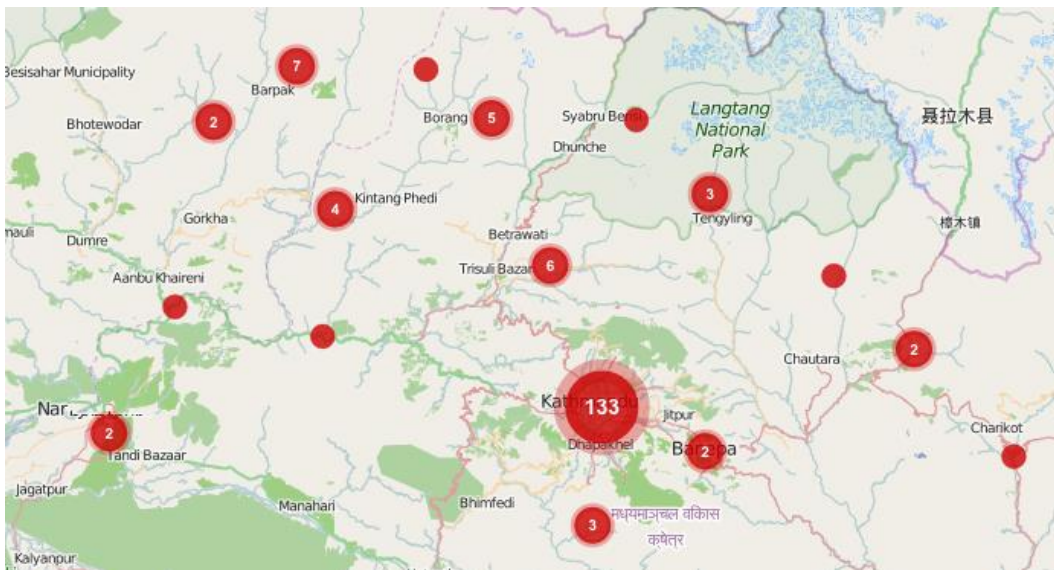 7
Besisahar Municipality
Barpak
2
Bhotewodar
Borang
5
Syabru Bensi
Langtang
National
Park
聂拉木县
Dhunche
3
4
Kintang Phedi
Gorkha
Tengyling
樟木镇
mauli
Dumre
Betrawati
Trisuli Bazar
6
Aanbu Khaireni
2
Chautara
133
Jitpur
Dhapakhel
2
Charikot
2
Tandi Bazaar
Jagatpur
Manahari
Bhimfedi
3
मध्यमाञ्चल विकास
क्षेत्र
Kalyanpur